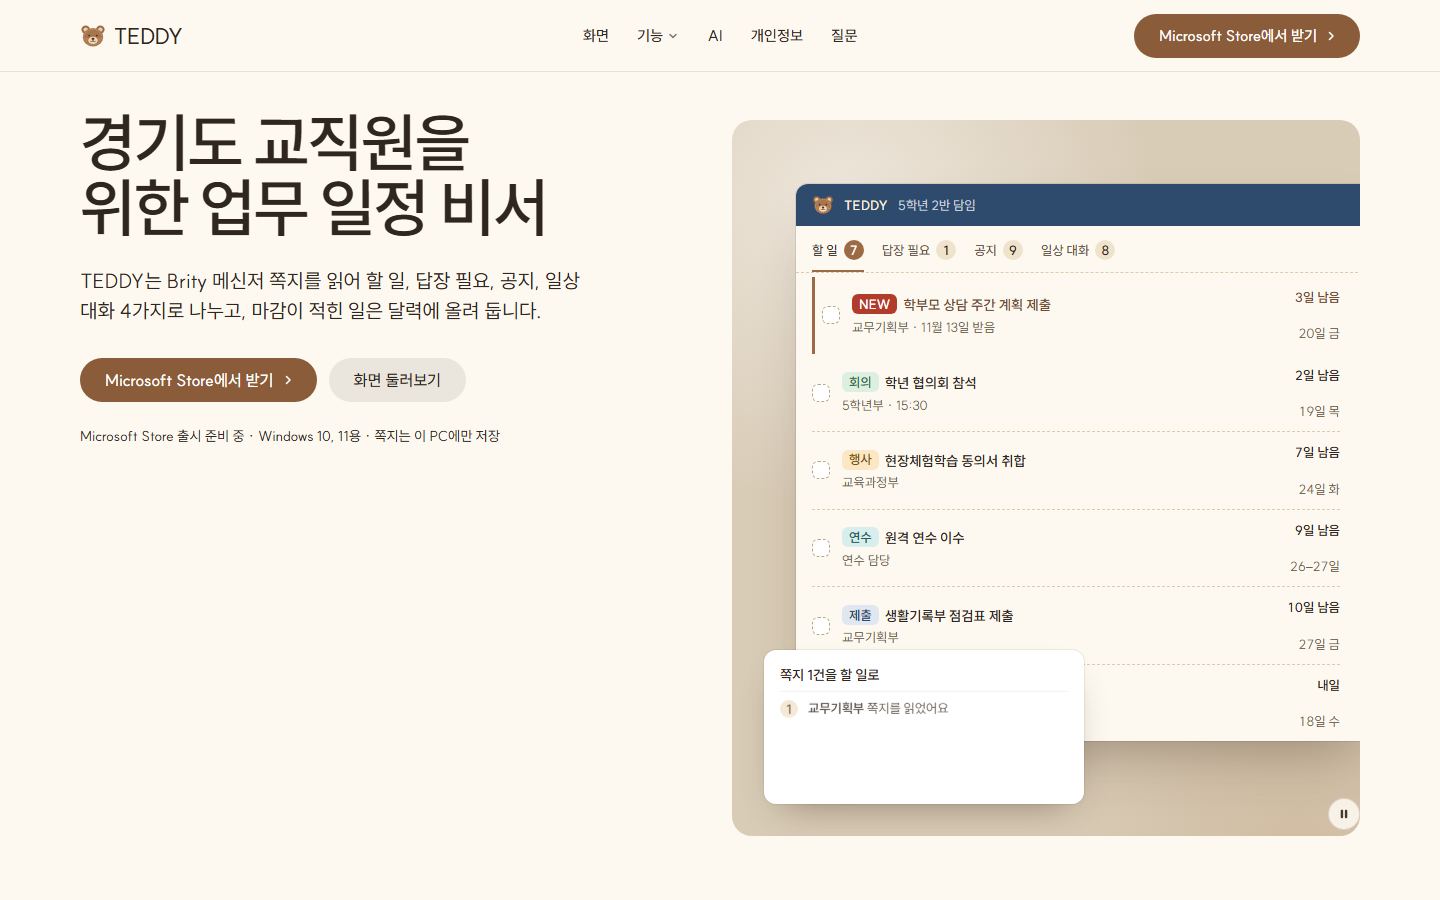 TEDDY
화면
기능
AI
개인정보
질문
Microsoft Store에서 받기
경기도 교직원을
위한 업무 일정 비서
TEDDY는 Brity 메신저 쪽지를 읽어 할 일, 답장 필요, 공지, 일상
대화 4가지로 나누고, 마감이 적힌 일은 달력에 올려 둡니다.
Microsoft Store에서 받기
화면 둘러보기
Microsoft Store 출시 준비 중 · Windows 10, 11용 · 쪽지는 이 PC에만 저장
TEDDY 5학년 2반 담임
할 일 7
답장 필요 1
공지 9
일상 대화 8
NEW 학부모 상담 주간 계획 제출
3일 남음
교무기획부 · 11월 13일 받음
20일 금
회의 학년 협의회 참석
2일 남음
5학년부 · 15:30
19일 목
행사 현장체험학습 동의서 취합
7일 남음
교육과정부
24일 화
연수 원격 연수 이수
9일 남음
연수 담당
26–27일
제출 생활기록부 점검표 제출
10일 남음
교무기획부
27일 금
내일
18일 수
쪽지 1건을 할 일로
1 교무기획부 쪽지를 읽었어요